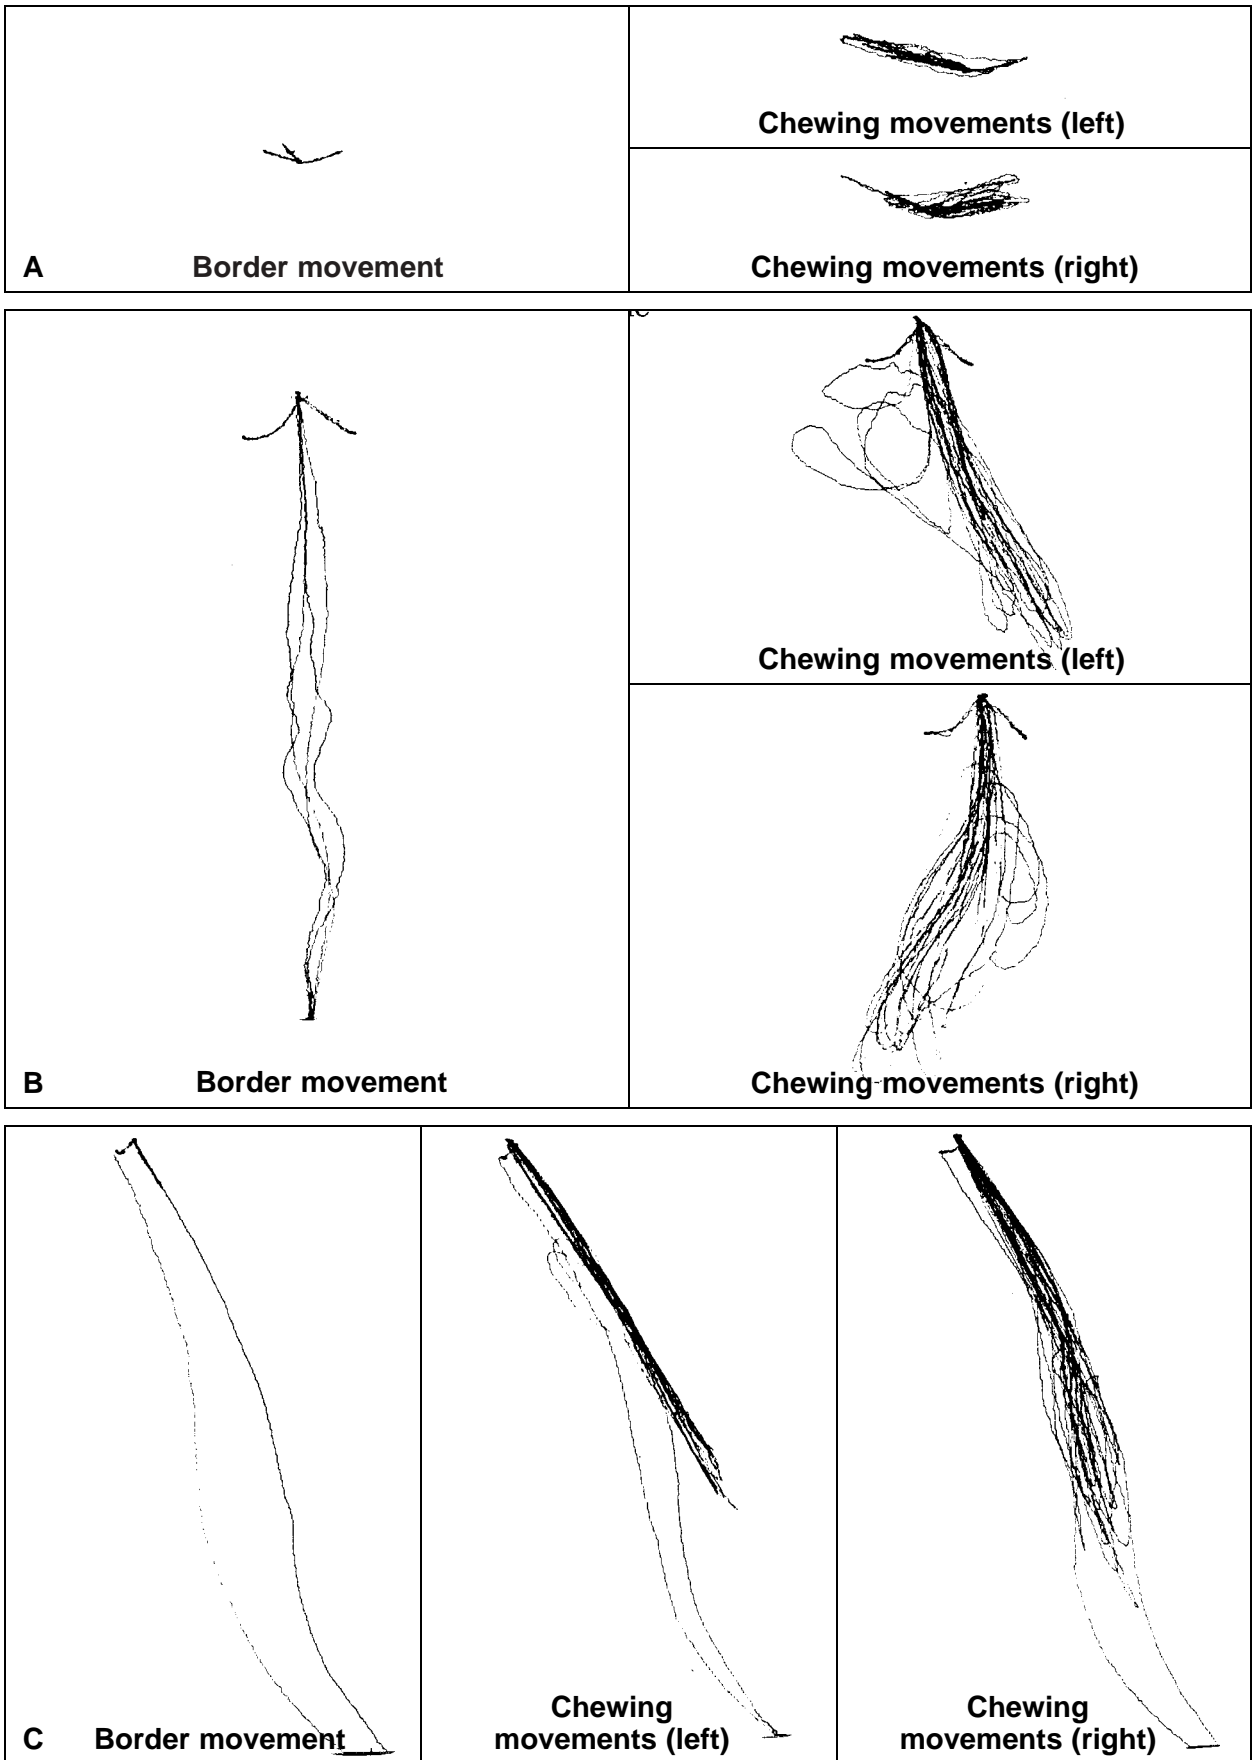 Chewing movements (left)
A
Border movement
Chewing movements (right)
Chewing movements (left)
Chewing movements (right)
B
Border movement
C
Border movement
Chewing
movements (left)
Chewing
movements (right)